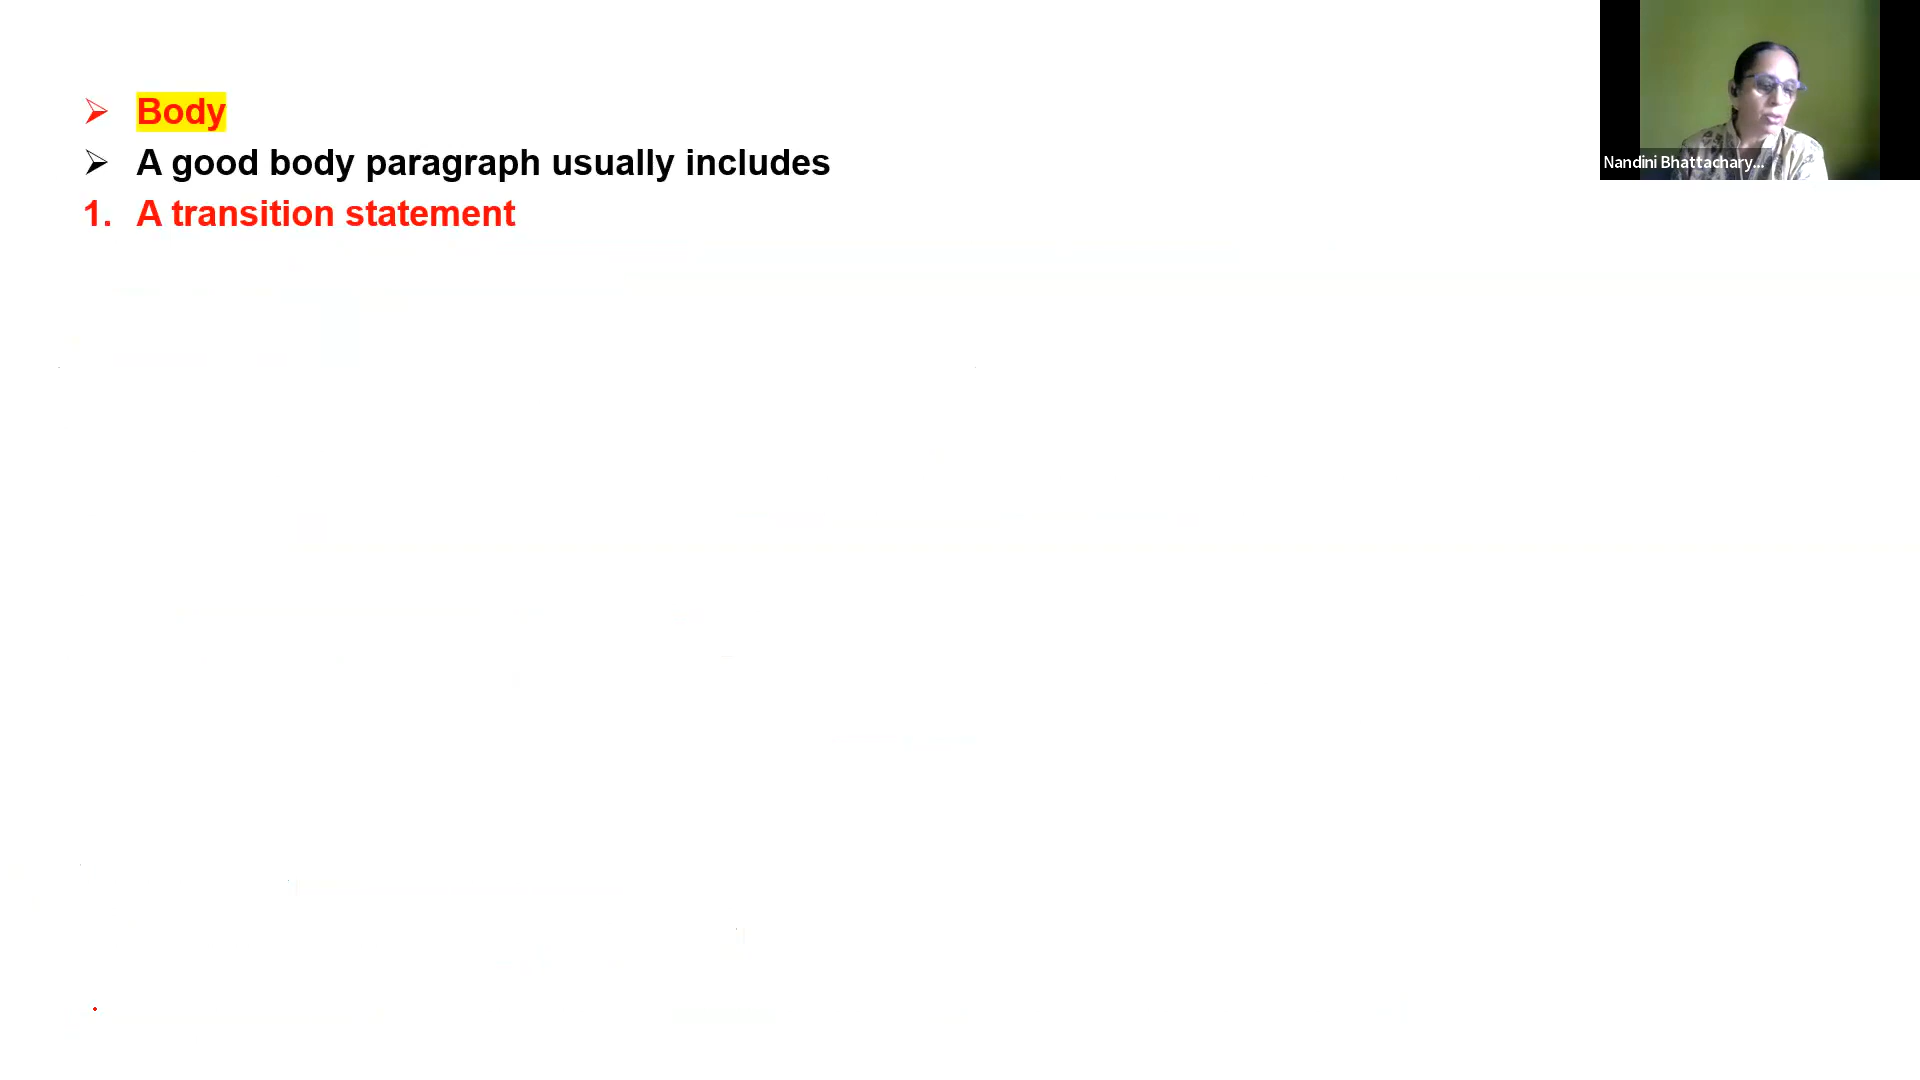 ➢ Body
➢ A good body paragraph usually includes
1. A transition statement
Nandini Bhattachary...